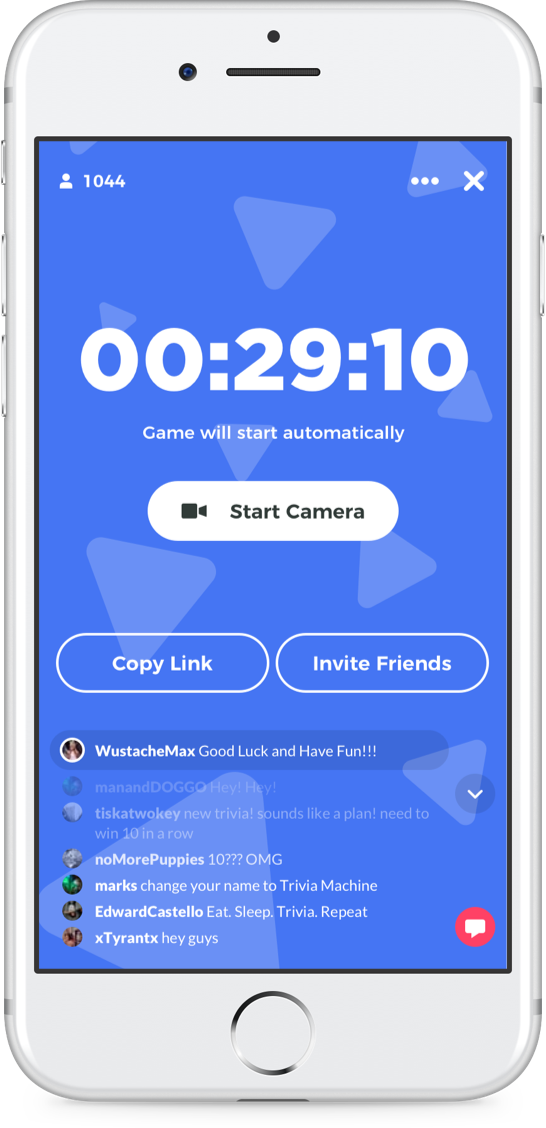 1044
00:29:10
Game will start automatically
Start Camera
Copy Link
Invite Friends
WustacheMax Good Luck and Have Fun!!!
manandDOGGO Hey! Hey!
tiskatwokey new trivia! sounds like a plan! need to
win 10 in a row
noMorePuppies 10??? OMG
marks change your name to Trivia Machine
EdwardCastello Eat. Sleep. Trivia. Repeat
xTyrantx hey guys